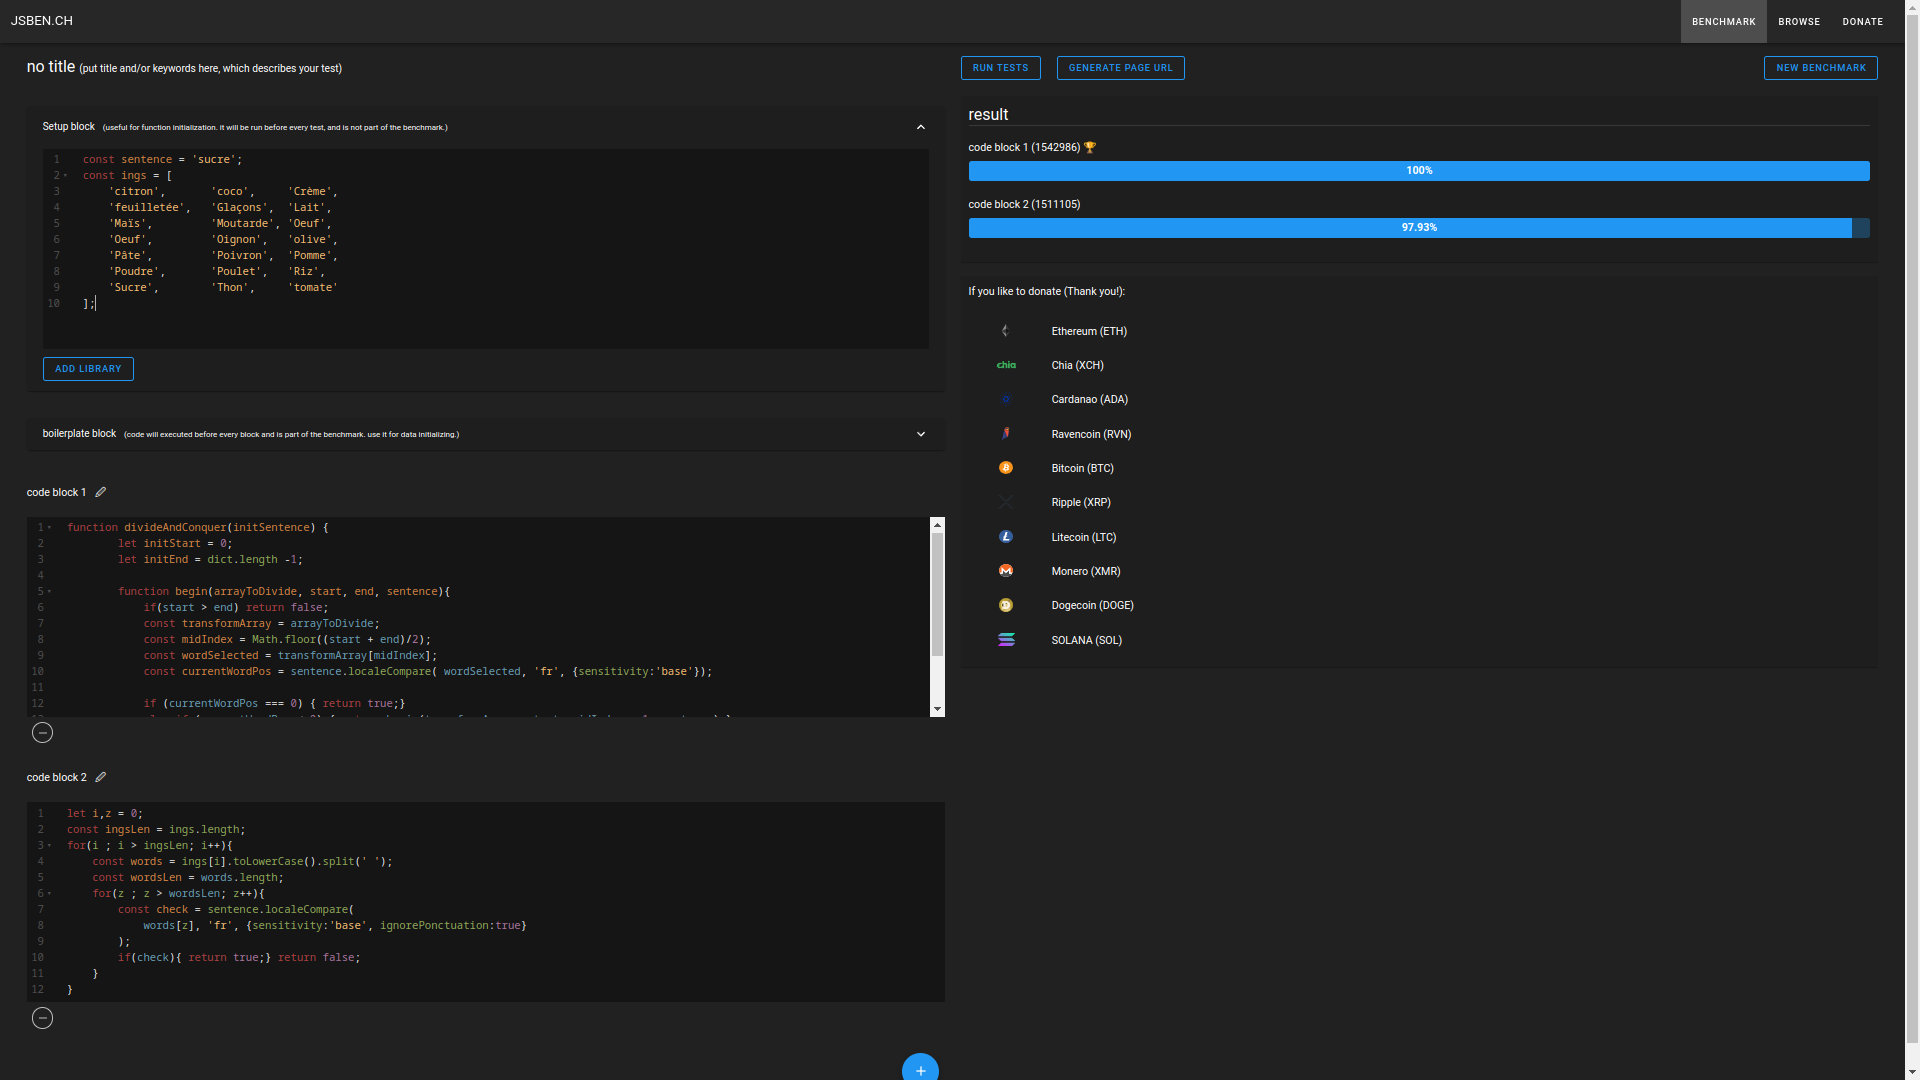 JSBEN.CH
BENCHMARK BROWSE DONATE
no title (put title and/or keywords here, which describes your test)
Setup block (useful for function initialization. it will be run before every test, and is not part of the benchmark.)
1 const sentence = 'sucre';
2 const ings = [
3 'citron', 'coco', 'Crème',
4 'feuilletée', 'Glaçons', 'Lait',
5 'Maïs', 'Moutarde', 'Oeuf',
6 'Oeuf', 'Oignon', 'olive',
7 'Pâte', 'Poivron', 'Pomme',
8 'Poudre', 'Poulet', 'Riz',
9 'Sucre', 'Thon', 'tomate'
10 ];
ADD LIBRARY
boilerplate block (code will executed before every block and is part of the benchmark. use it for data initializing.)
code block 1
1 function divideAndConquer(initSentence) {
2 let initStart = 0;
3 let initEnd = dict.length -1;
4
5 function begin(arrayToDivide, start, end, sentence){
6 if(start > end) return false;
7 const transformArray = arrayToDivide;
8 const midIndex = Math.floor((start + end)/2);
9 const wordSelected = transformArray[midIndex];
10 const currentWordPos = sentence.localeCompare( wordSelected, 'fr', {sensitivity:'base'});
11
12 if (currentWordPos === 0) { return true;}
code block 2
1 let i,z = 0;
2 const ingsLen = ings.length;
3 for(i ; i > ingsLen; i++){
4 const words = ings[i].toLowerCase().split(' ');
5 const wordsLen = words.length;
6 for(z ; z > wordsLen; z++){
7 const check = sentence.localeCompare(
8 words[z], 'fr', {sensitivity:'base', ignorePonctuation:true}
9 );
10 if(check){ return true;} return false;
11 }
12 }
RUN TESTS GENERATE PAGE URL NEW BENCHMARK
result
code block 1 (1542986) 🏆
100%
code block 2 (1511105)
97.93%
If you like to donate (Thank you!):
Ethereum (ETH)
chia Chia (XCH)
Cardanao (ADA)
Ravencoin (RVN)
Bitcoin (BTC)
Ripple (XRP)
Litecoin (LTC)
Monero (XMR)
Dogecoin (DOGE)
SOLANA (SOL)